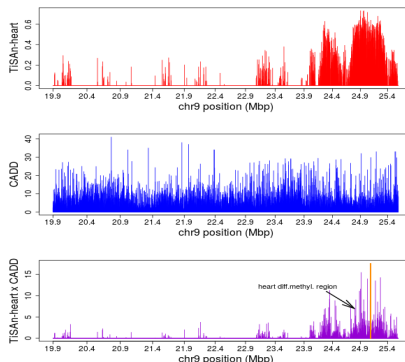 TiSAn-heart
0.0 0.2 0.4 0.6
19.9 20.4 20.9 21.4 21.9 22.4 22.9 23.4 23.9 24.4 24.9 25.4
chr9 position (Mbp)
CADD
0 10 20 30 40
19.9 20.4 20.9 21.4 21.9 22.4 22.9 23.4 23.9 24.4 24.9 25.4
chr9 position (Mbp)
TiSAn-heart x CADD
0 5 10 15
heart diff.methyl. region
19.9 20.4 20.9 21.4 21.9 22.4 22.9 23.4 23.9 24.4 24.9 25.4
chr9 position (Mbp)